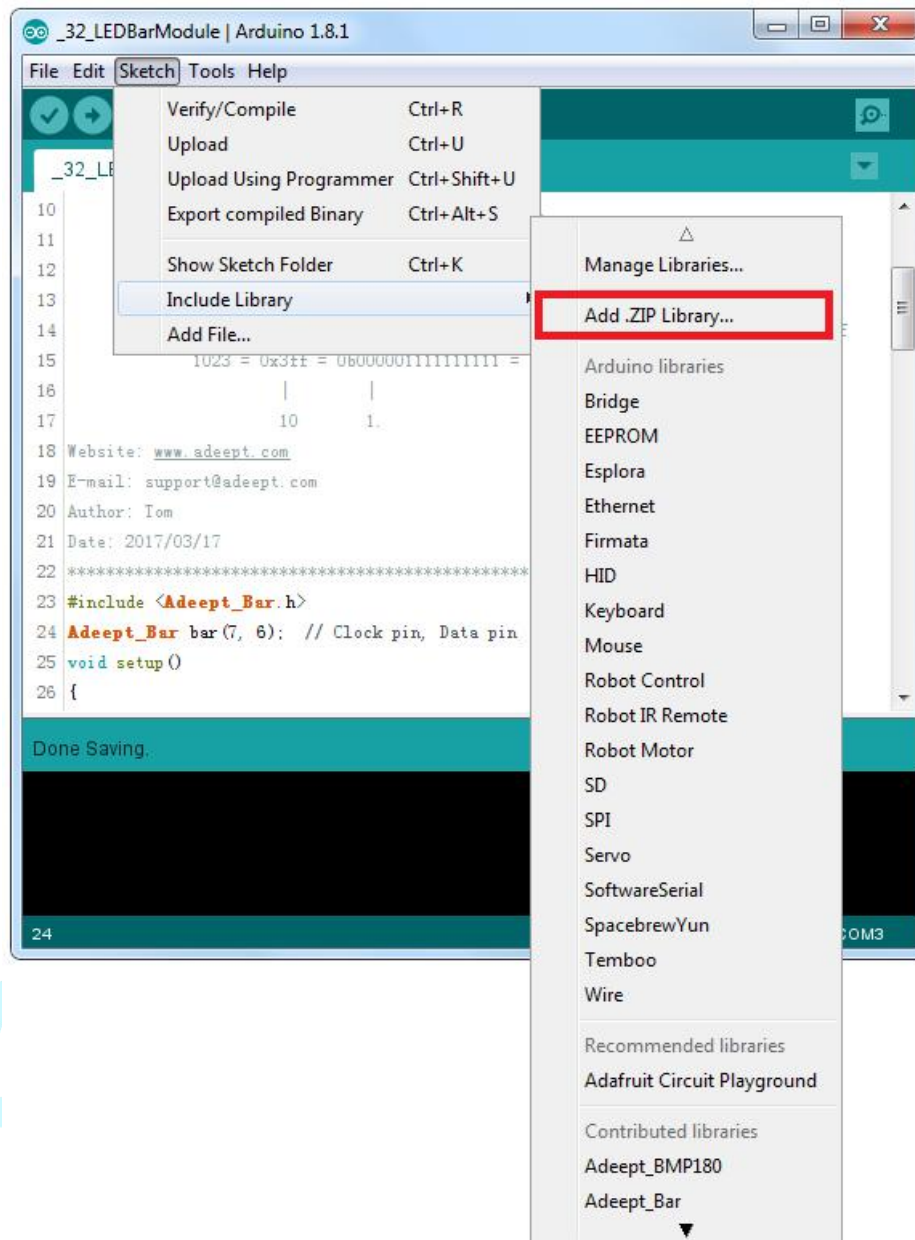 _32_LEDBarModule | Arduino 1.8.1
File Edit Sketch Tools Help
Verify/Compile Ctrl+R
Upload Ctrl+U
Upload Using Programmer Ctrl+Shift+U
Export compiled Binary Ctrl+Alt+S
Show Sketch Folder Ctrl+K
Include Library
Add File...
_32_LE
10
11
12
13
14
15 1023 = 0x3ff = 0b0000001111111111 =
16 | |
17 10 1.
18 Website: www.adeept.com
19 E-mail: support@adeept.com
20 Author: Tom
21 Date: 2017/03/17
22 ************************************************
23 #include <Adeept_Bar.h>
24 Adeept_Bar bar(7, 6); // Clock pin, Data pin
25 void setup()
26 {
Done Saving.
24
COM3
Manage Libraries...
Add .ZIP Library...
Arduino libraries
Bridge
EEPROM
Esplora
Ethernet
Firmata
HID
Keyboard
Mouse
Robot Control
Robot IR Remote
Robot Motor
SD
SPI
Servo
SoftwareSerial
SpacebrewYun
Temboo
Wire
Recommended libraries
Adafruit Circuit Playground
Contributed libraries
Adeept_BMP180
Adeept_Bar